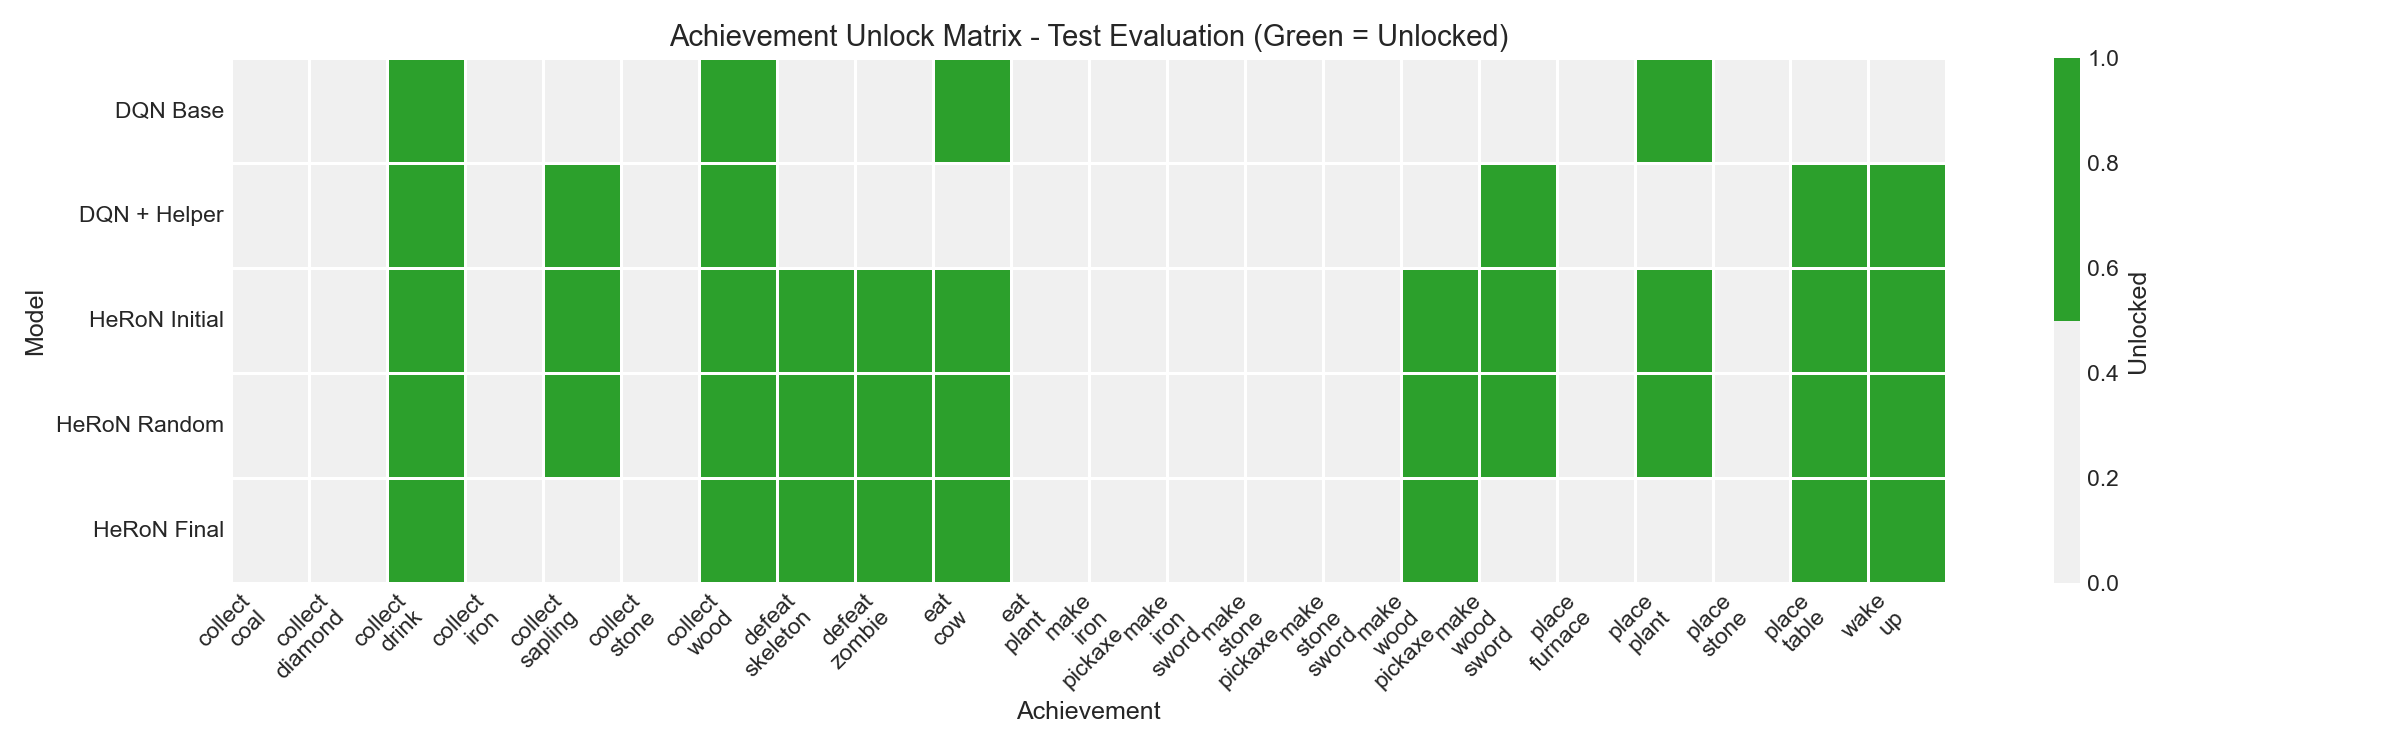 Achievement Unlock Matrix - Test Evaluation (Green = Unlocked)
Model
DQN Base
DQN + Helper
HeRoN Initial
HeRoN Random
HeRoN Final
collect
coal
collect
diamond
collect
drink
collect
iron
collect
sapling
collect
stone
collect
wood
defeat
skeleton
defeat
zombie
eat
cow
eat
plant
make
iron
pickaxe
make
iron
sword
make
stone
pickaxe
make
stone
sword
make
wood
pickaxe
make
wood
sword
place
furnace
place
plant
place
stone
place
table
wake
up
Achievement
1.0
0.8
0.6
0.4
0.2
0.0
Unlocked